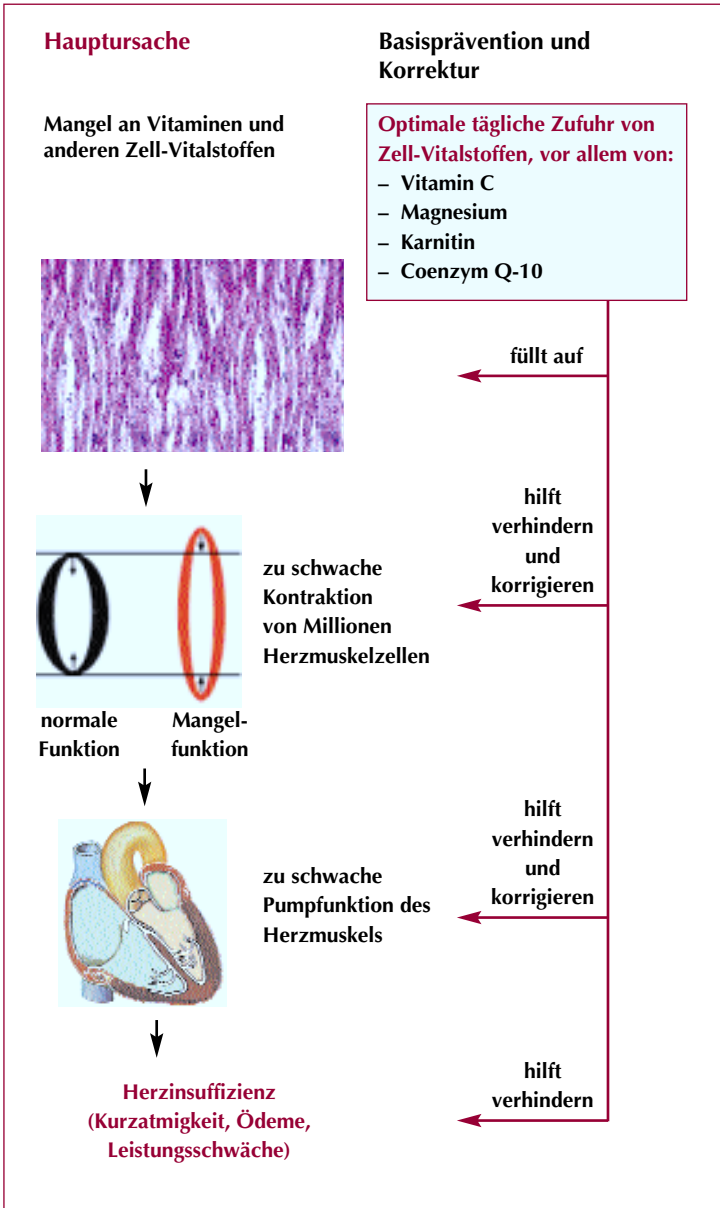 Hauptursache
Basisprävention und
Korrektur
Mangel an Vitaminen und
anderen Zell-Vitalstoffen
Optimale tägliche Zufuhr von
Zell-Vitalstoffen, vor allem von:
– Vitamin C
– Magnesium
– Karnitin
– Coenzym Q-10
füllt auf
hilft
verhindern
und
korrigieren
zu schwache
Kontraktion
von Millionen
Herzmuskelzellen
normale
Funktion
Mangel-
funktion
hilft
verhindern
und
korrigieren
zu schwache
Pumpfunktion des
Herzmuskels
hilft
verhindern
Herzinsuffizienz
(Kurzatmigkeit, Ödeme,
Leistungsschwäche)